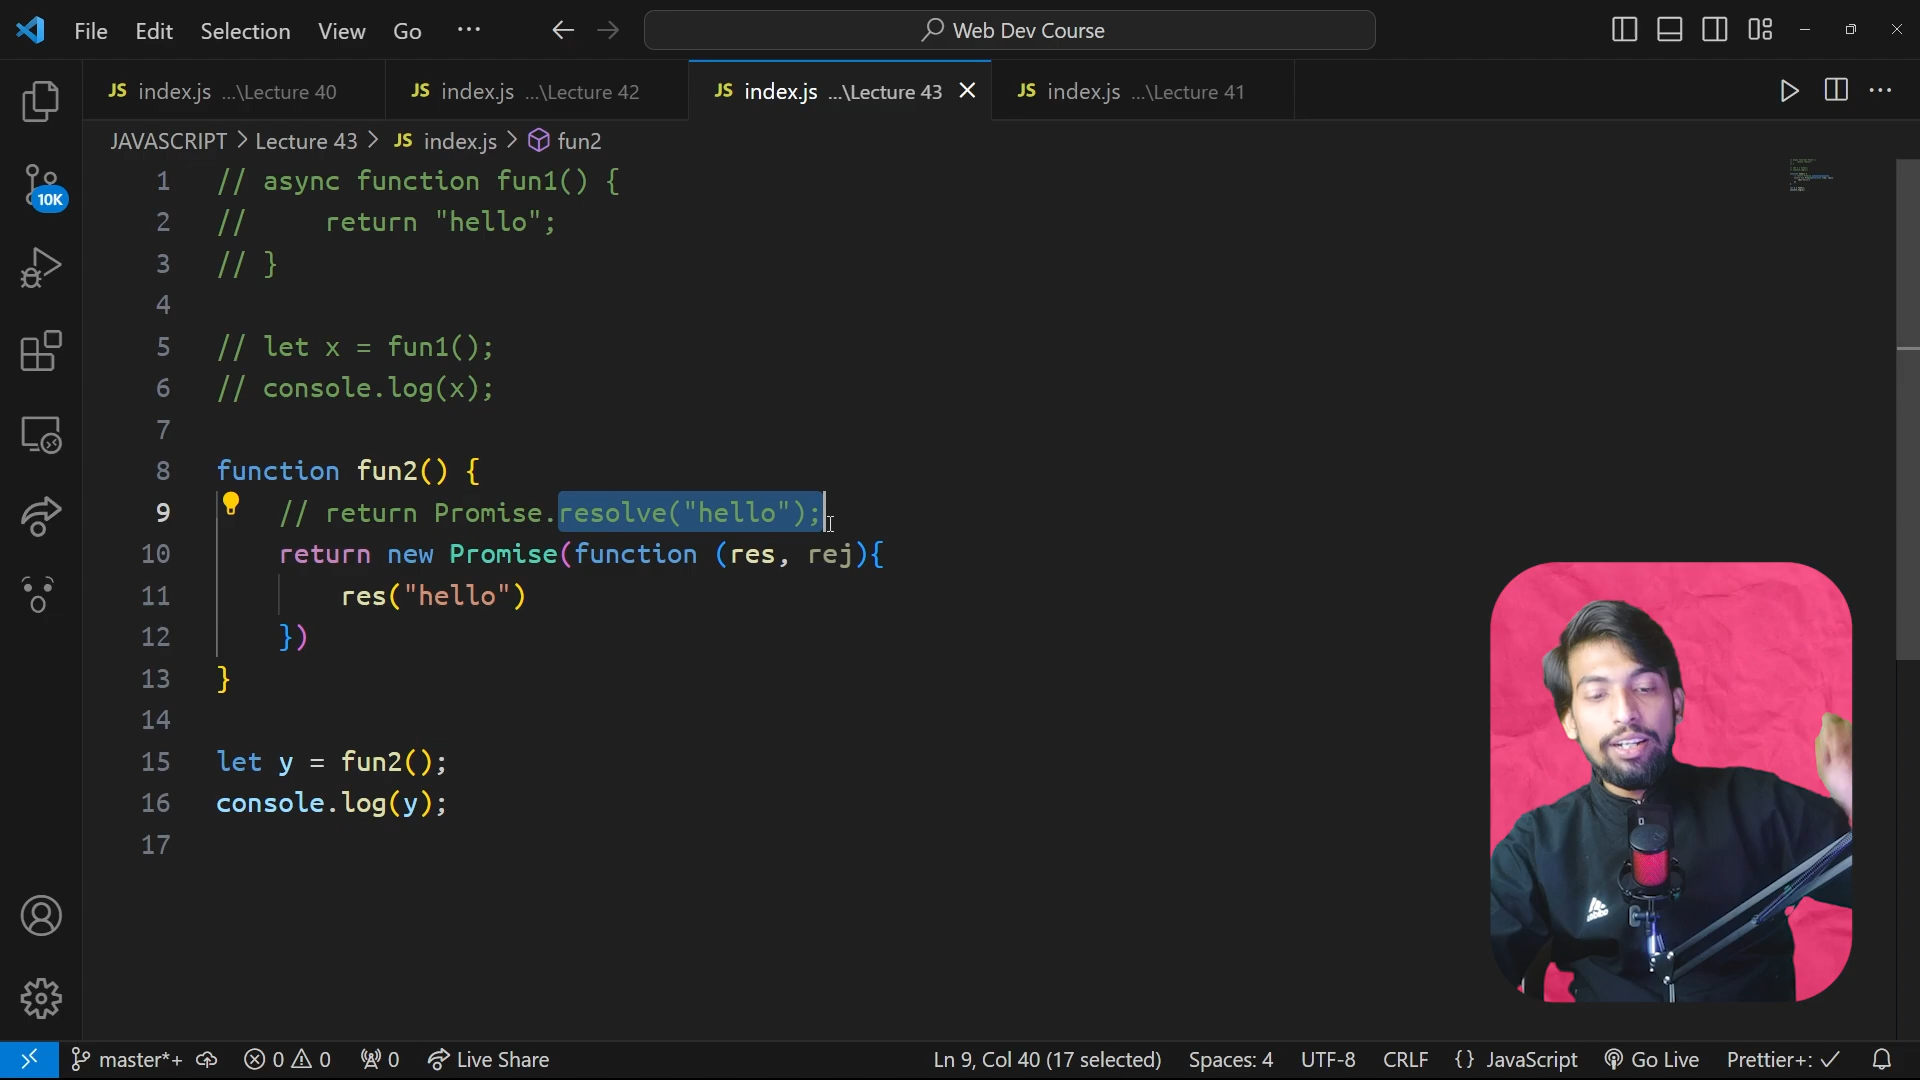 File Edit Selection View Go ... Web Dev Course
JS index.js ...\Lecture 40 JS index.js ...\Lecture 42 JS index.js ...\Lecture 43 JS index.js ...\Lecture 41
JAVASCRIPT > Lecture 43 > JS index.js > fun2
10K
1 // async function fun1() {
2 //     return "hello";
3 // }
4
5 // let x = fun1();
6 // console.log(x);
7
8 function fun2() {
9     // return Promise.resolve("hello");
10     return new Promise(function (res, rej){
11         res("hello")
12     })
13 }
14
15 let y = fun2();
16 console.log(y);
17
master*+ 0 0 0 Live Share Ln 9, Col 40 (17 selected) Spaces: 4 UTF-8 CRLF {} JavaScript Go Live Prettier+: ✓